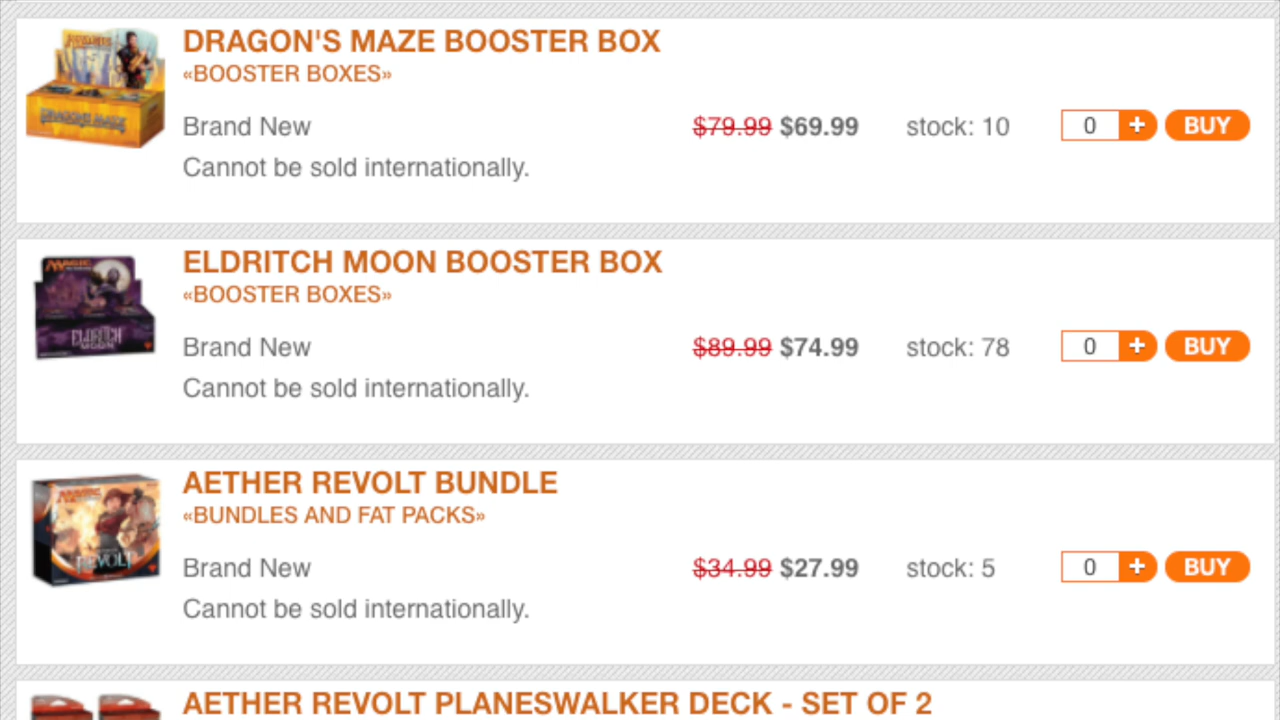 DRAGON'S MAZE BOOSTER BOX
«BOOSTER BOXES»
Brand New
$79.99 $69.99
stock: 10
0 + BUY
Cannot be sold internationally.
ELDRITCH MOON BOOSTER BOX
«BOOSTER BOXES»
Brand New
$89.99 $74.99
stock: 78
0 + BUY
Cannot be sold internationally.
ELDRITCH
MOON
AETHER REVOLT BUNDLE
«BUNDLES AND FAT PACKS»
Brand New
$34.99 $27.99
stock: 5
0 + BUY
Cannot be sold internationally.
REVOLT
AETHER REVOLT PLANESWALKER DECK - SET OF 2